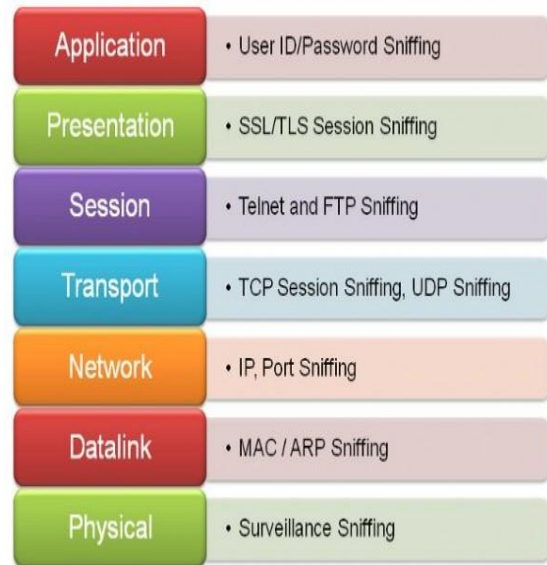 Application • User ID/Password Sniffing
Presentation • SSL/TLS Session Sniffing
Session • Telnet and FTP Sniffing
Transport • TCP Session Sniffing, UDP Sniffing
Network • IP, Port Sniffing
Datalink • MAC / ARP Sniffing
Physical • Surveillance Sniffing